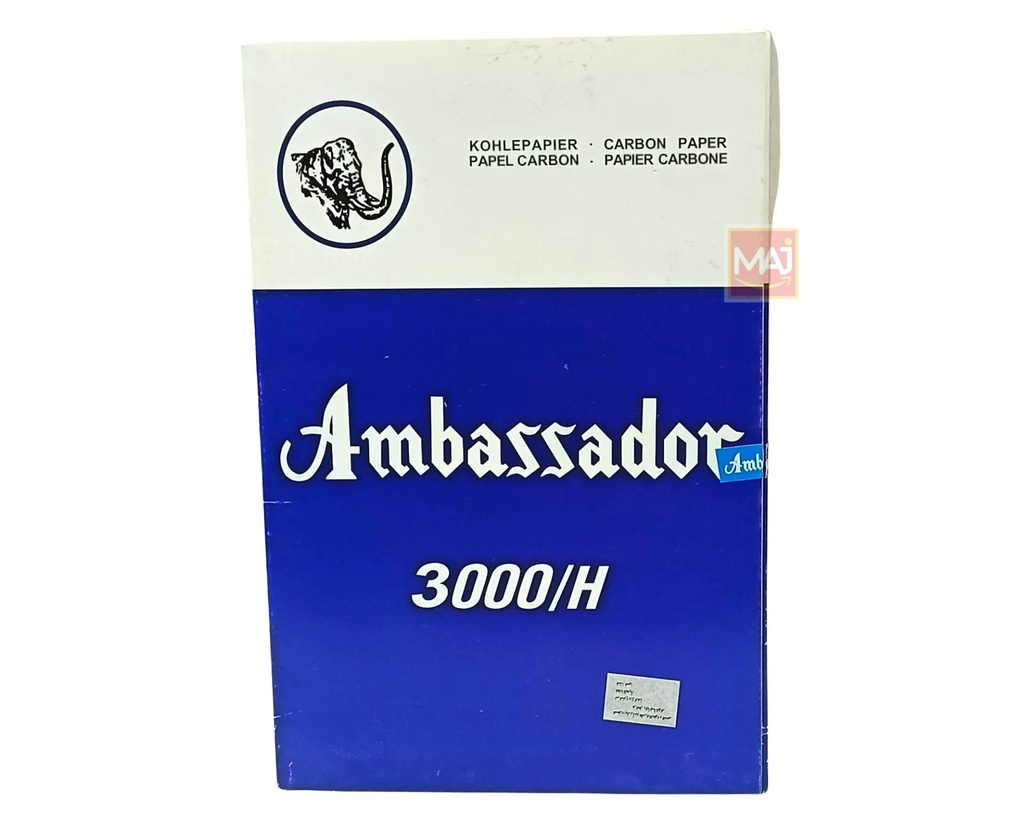 KOHLEPAPIER · CARBON PAPER
PAPEL CARBON · PAPIER CARBONE
MAJ
Ambassador
Amb
3000/H